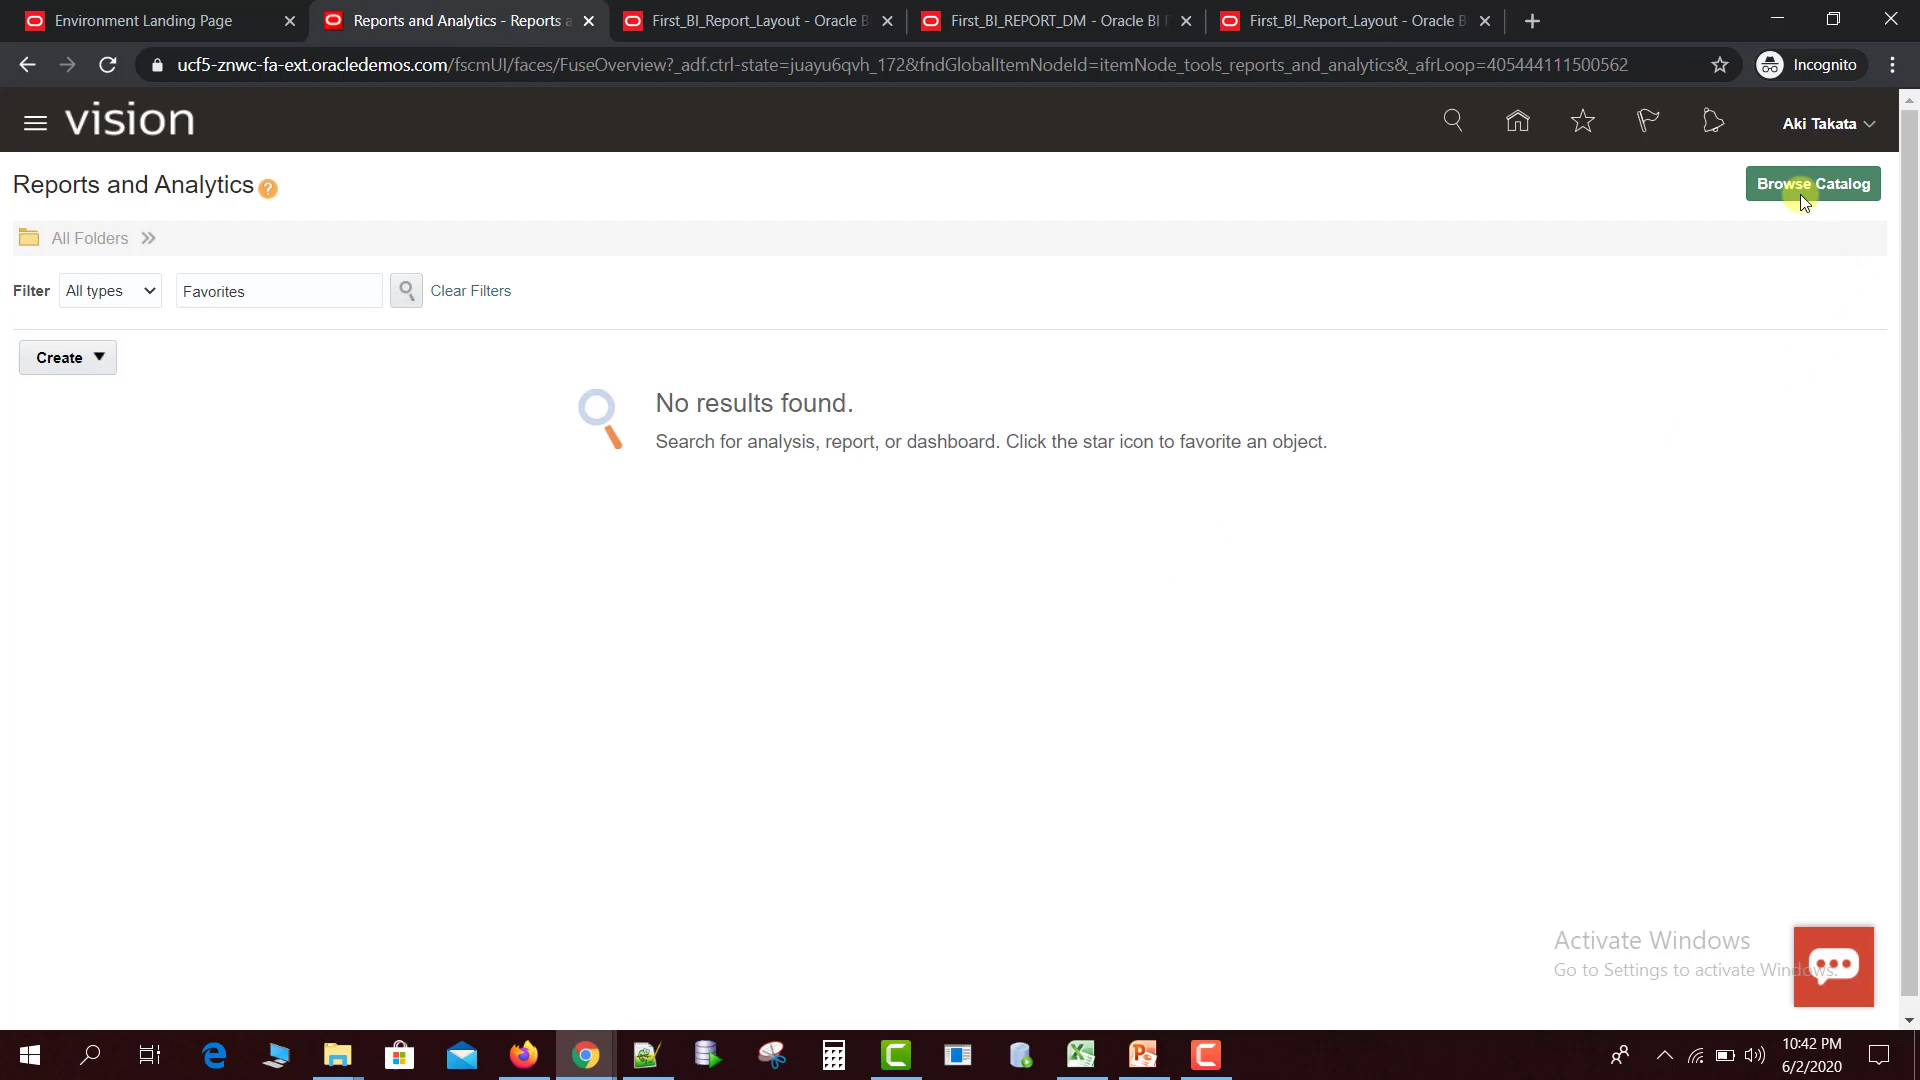 Environment Landing Page
Reports and Analytics - Reports a
First_BI_Report_Layout - Oracle B
First_BI_REPORT_DM - Oracle BI
First_BI_Report_Layout - Oracle B
ucf5-znwc-fa-ext.oracledemos.com/fscmUI/faces/FuseOverview?_adf.ctrl-state=juayu6qvh_172&fndGlobalItemNodeId=itemNode_tools_reports_and_analytics&_afrLoop=405444111500562
Incognito
vision
Aki Takata
Reports and Analytics ?
Browse Catalog
All Folders »
Filter All types Favorites Clear Filters
Create
No results found.
Search for analysis, report, or dashboard. Click the star icon to favorite an object.
Activate Windows
Go to Settings to activate Windows.
10:42 PM
6/2/2020